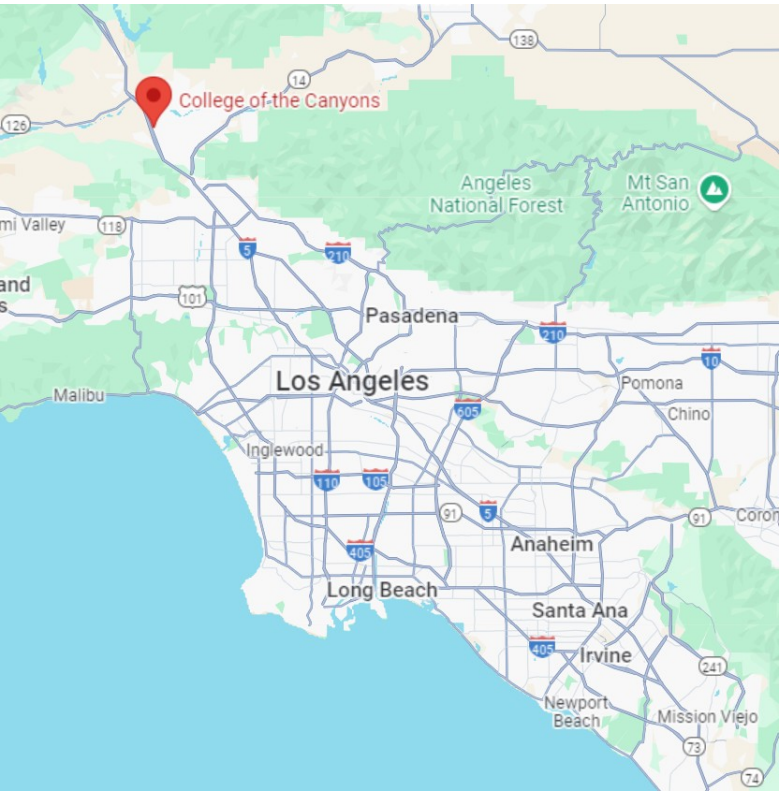 138
14
College of the Canyons
126
Angeles
National Forest
Mt San
Antonio
mi Valley
118
5
210
and
s
101
Pasadena
210
10
Los Angeles
Pomona
Malibu
605
Chino
Inglewood
110
105
91
5
91
Coron
405
Anaheim
Long Beach
Santa Ana
405
Irvine
241
Newport
Beach
Mission Viejo
73
74